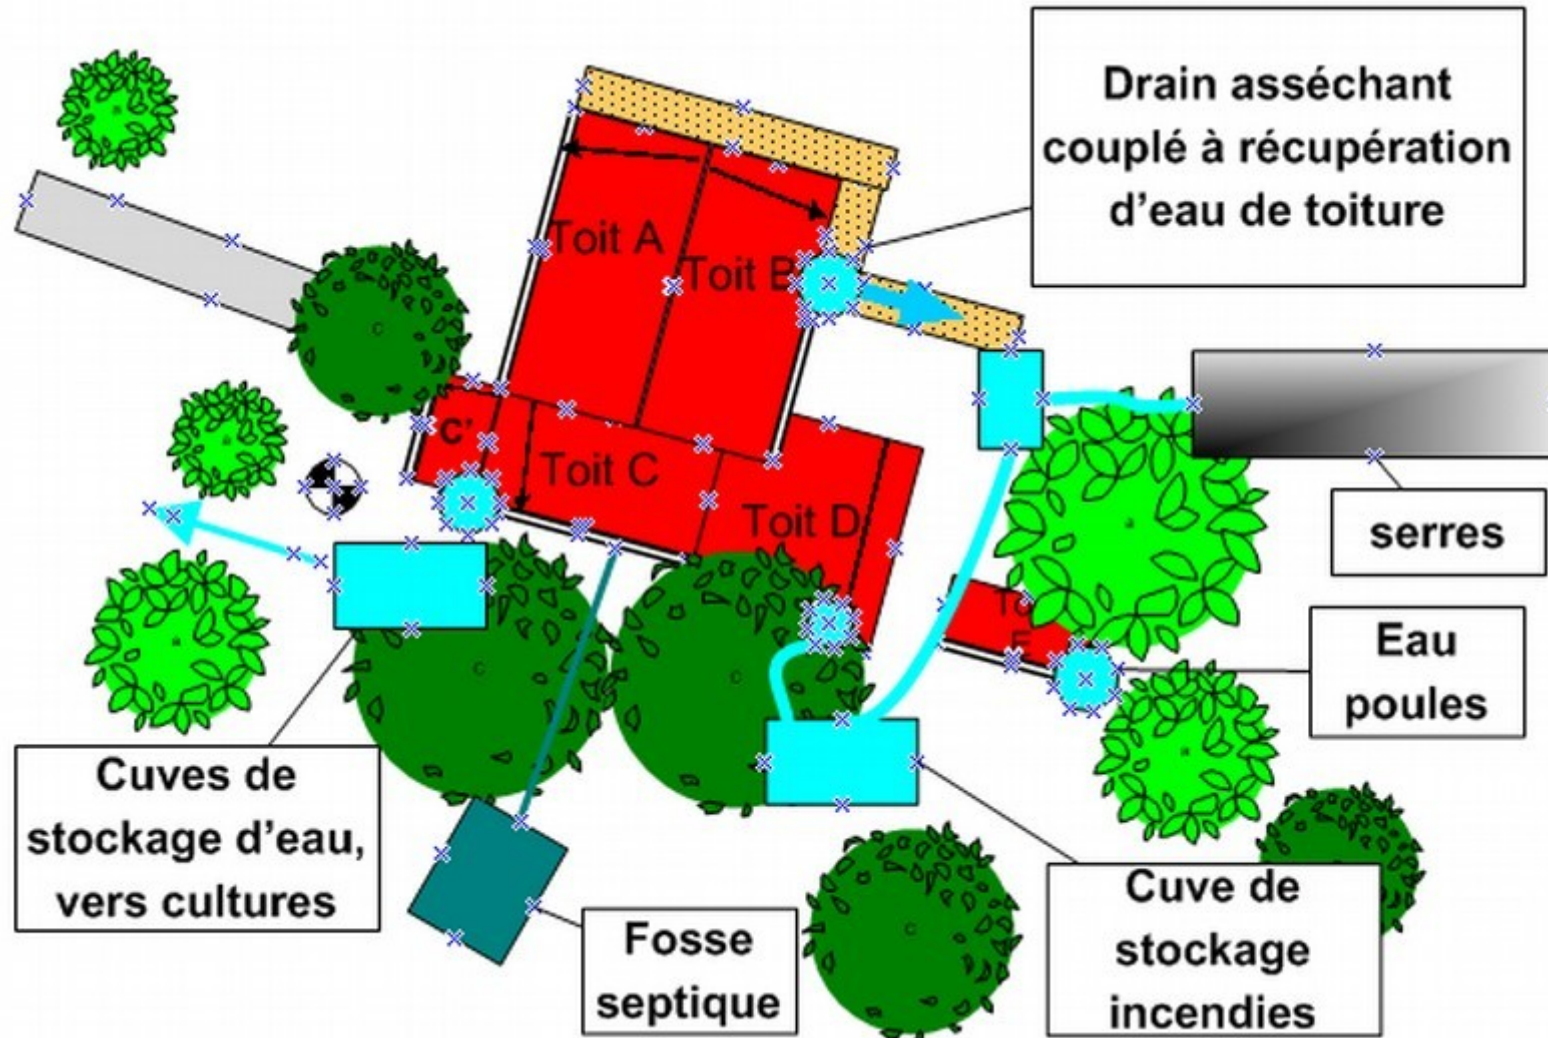 Drain asséchant
couplé à récupération
d'eau de toiture
Toit A
Toit B
C'
Toit C
Toit D
serres
To
E
Eau
poules
Cuves de
stockage d'eau,
vers cultures
Fosse
septique
Cuve de
stockage
incendies